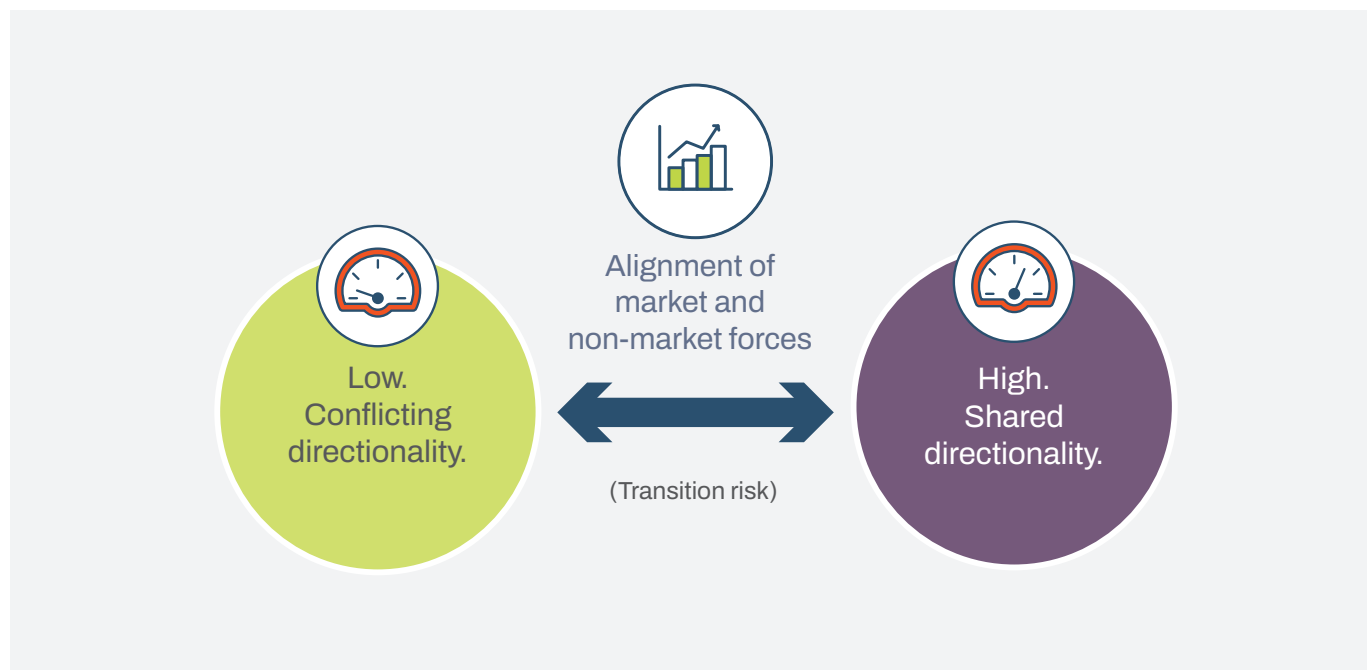 Alignment of
market and
non-market forces
Low.
Conflicting
directionality.
High.
Shared
directionality.
(Transition risk)